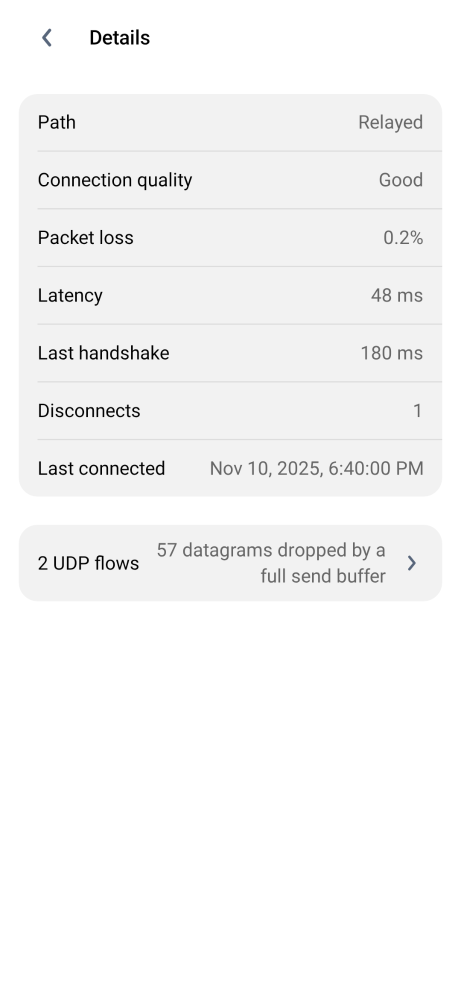 Details
Path Relayed
Connection quality Good
Packet loss 0.2%
Latency 48 ms
Last handshake 180 ms
Disconnects 1
Last connected Nov 10, 2025, 6:40:00 PM
2 UDP flows 57 datagrams dropped by a
full send buffer